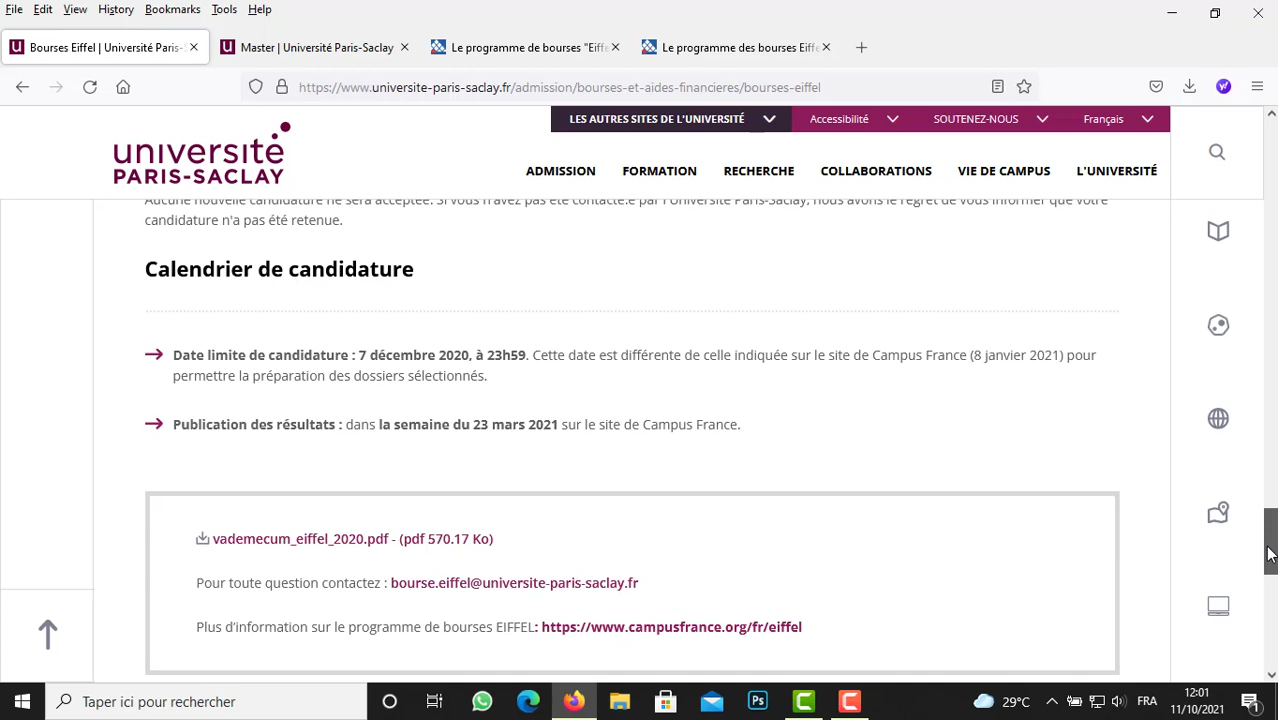 File Edit View History Bookmarks Tools Help
Bourses Eiffel | Université Paris- Master | Université Paris-Saclay Le programme de bourses "Eiffe Le programme des bourses Eiffe
https://www.universite-paris-saclay.fr/admission/bourses-et-aides-financieres/bourses-eiffel
LES AUTRES SITES DE L'UNIVERSITÉ Accessibilité SOUTENEZ-NOUS Français
université
PARIS-SACLAY
ADMISSION FORMATION RECHERCHE COLLABORATIONS VIE DE CAMPUS L'UNIVERSITÉ
Aucune nouvelle candidature ne sera acceptée. Si vous n'avez pas été contacté.e par l'Université Paris-Saclay, nous avons le regret de vous informer que votre
candidature n'a pas été retenue.
Calendrier de candidature
Date limite de candidature : 7 décembre 2020, à 23h59. Cette date est différente de celle indiquée sur le site de Campus France (8 janvier 2021) pour
permettre la préparation des dossiers sélectionnés.
Publication des résultats : dans la semaine du 23 mars 2021 sur le site de Campus France.
vademecum_eiffel_2020.pdf - (pdf 570.17 Ko)
Pour toute question contactez : bourse.eiffel@universite-paris-saclay.fr
Plus d'information sur le programme de bourses EIFFEL: https://www.campusfrance.org/fr/eiffel
Taper ici pour rechercher Ps 29°C FRA 12:01
11/10/2021 1